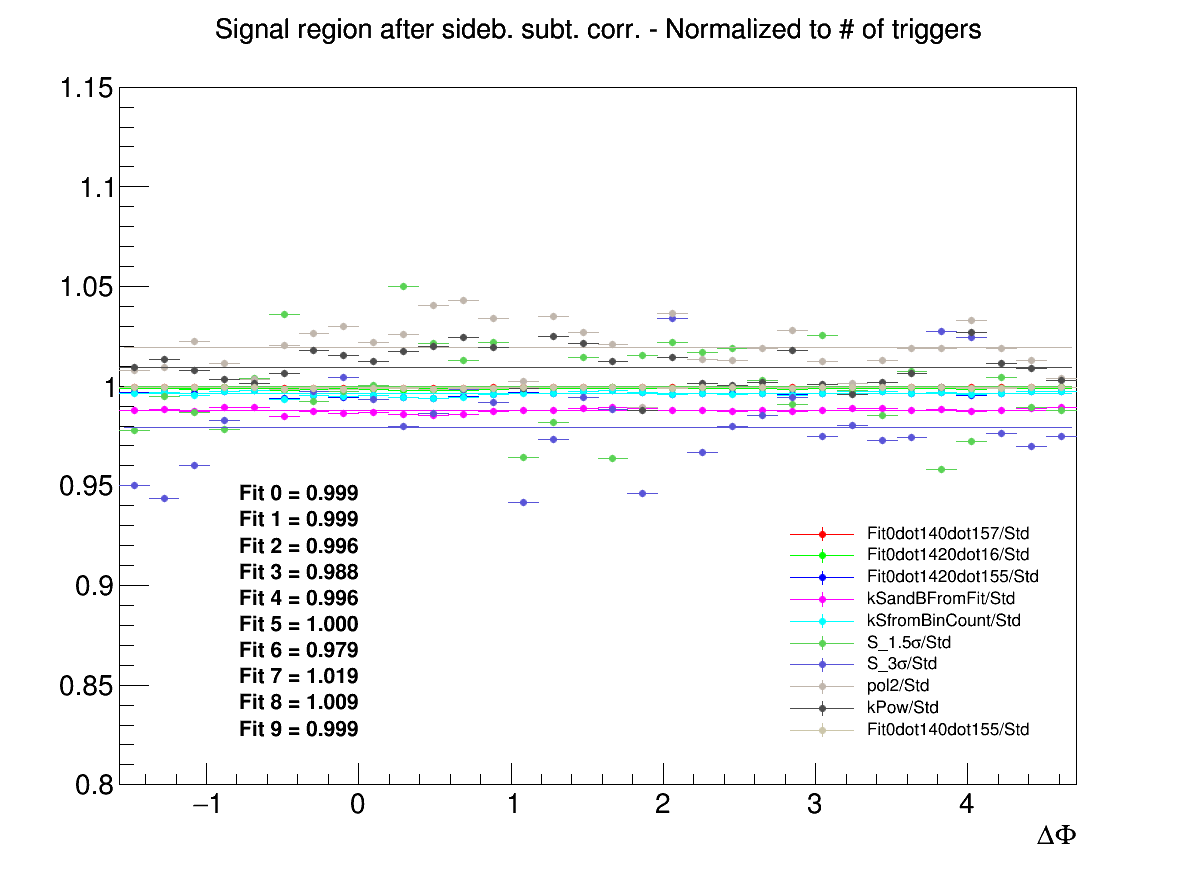 Signal region after sideb. subt. corr. - Normalized to # of triggers
1.15
1.1
1.05
1
0.95
0.9
0.85
0.8
Fit 0 = 0.999
Fit 1 = 0.999
Fit 2 = 0.996
Fit 3 = 0.988
Fit 4 = 0.996
Fit 5 = 1.000
Fit 6 = 0.979
Fit 7 = 1.019
Fit 8 = 1.009
Fit 9 = 0.999
Fit0dot140dot157/Std
Fit0dot1420dot16/Std
Fit0dot1420dot155/Std
kSandBFromFit/Std
kSfromBinCount/Std
S_1.5σ/Std
S_3σ/Std
pol2/Std
kPow/Std
Fit0dot140dot155/Std
−1 0 1 2 3 4
ΔΦ